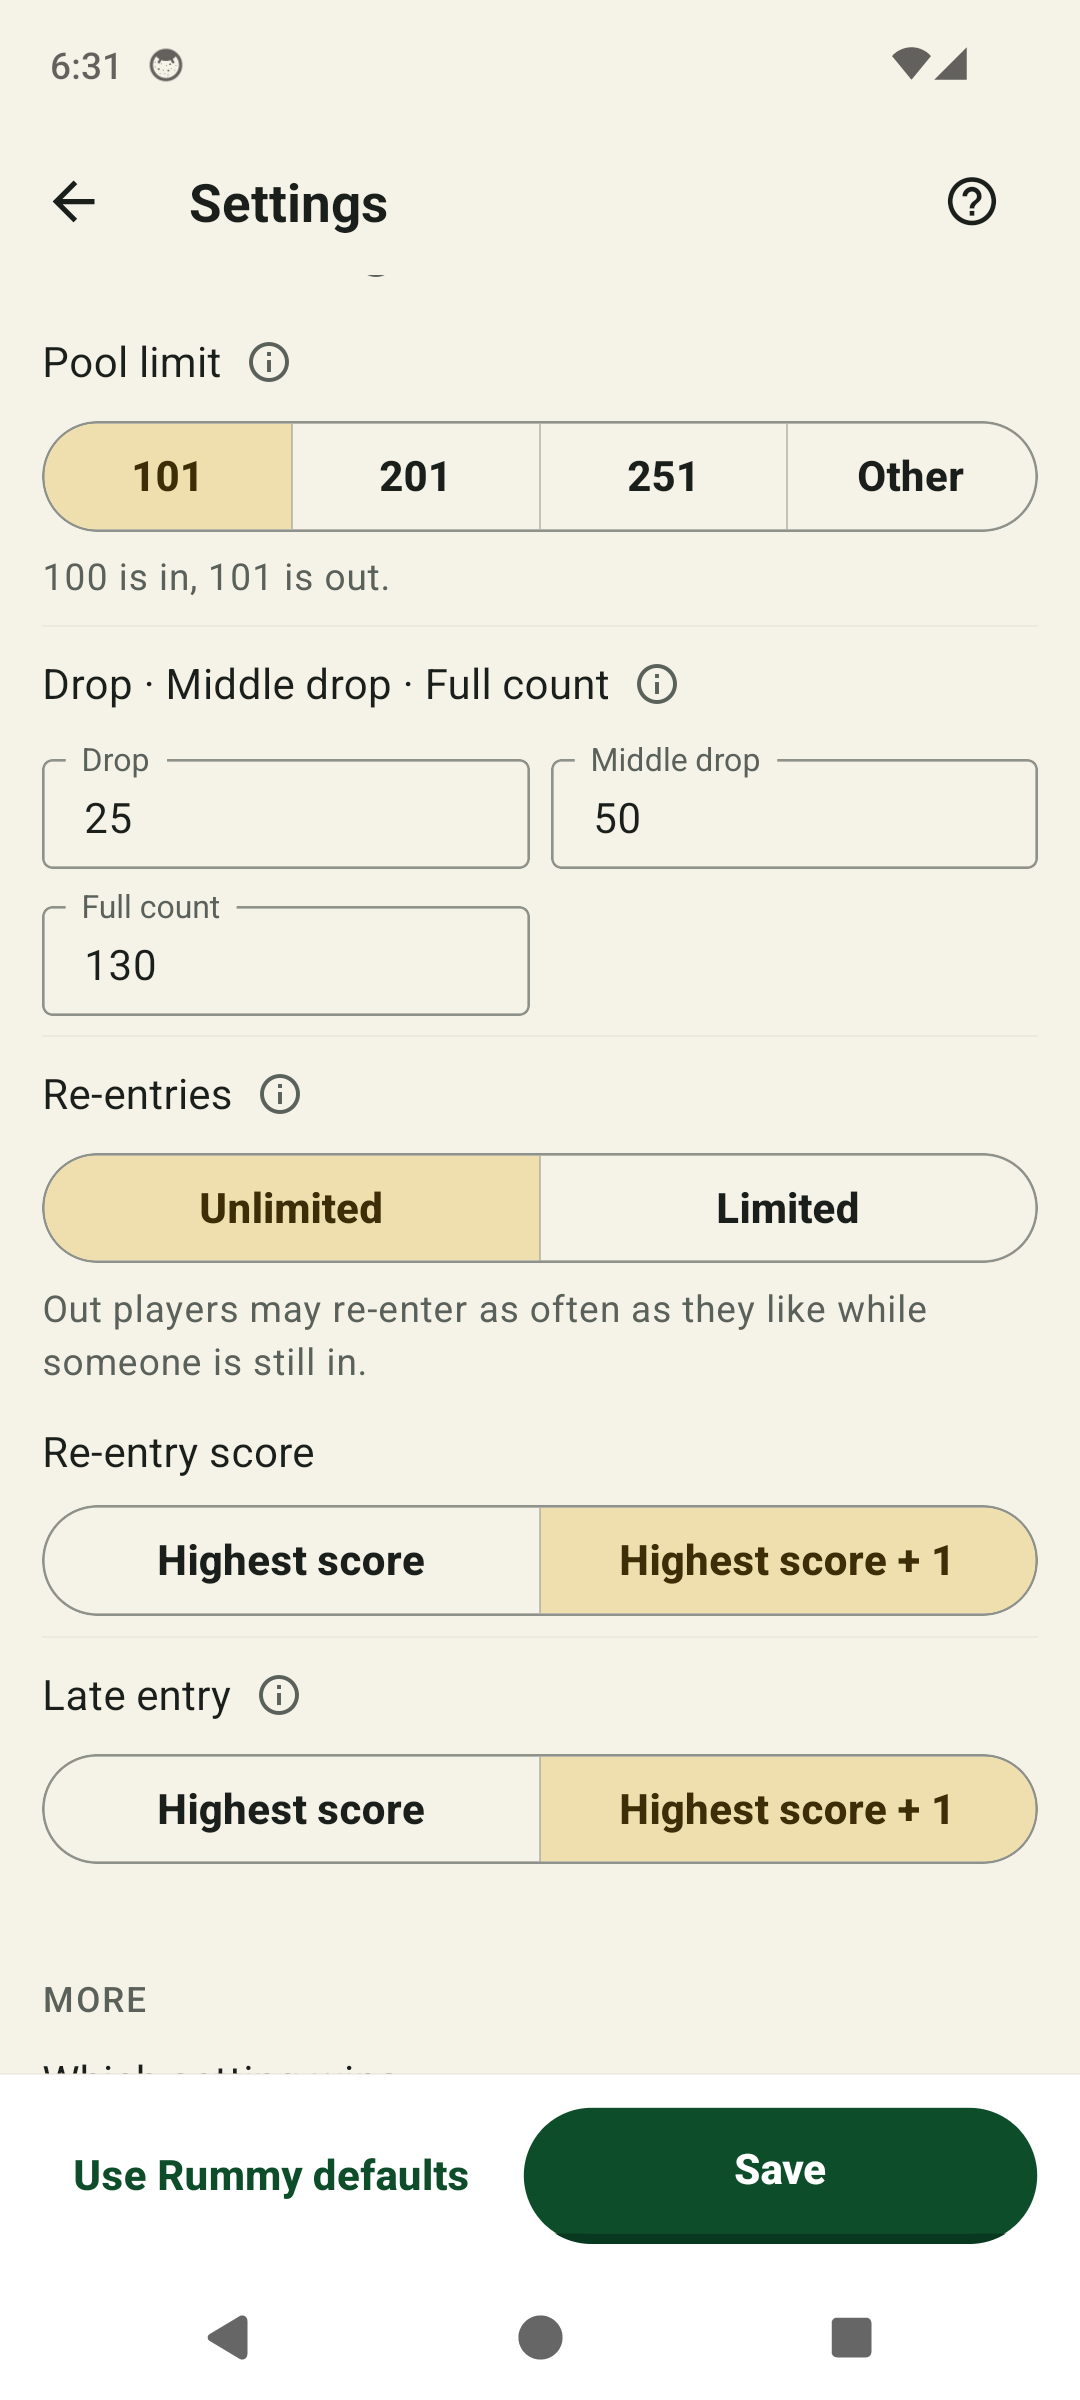 6:31
Settings
Pool limit
101 201 251 Other
100 is in, 101 is out.
Drop · Middle drop · Full count
Drop Middle drop
25 50
Full count
130
Re-entries
Unlimited Limited
Out players may re-enter as often as they like while
someone is still in.
Re-entry score
Highest score Highest score + 1
Late entry
Highest score Highest score + 1
MORE
Use Rummy defaults Save